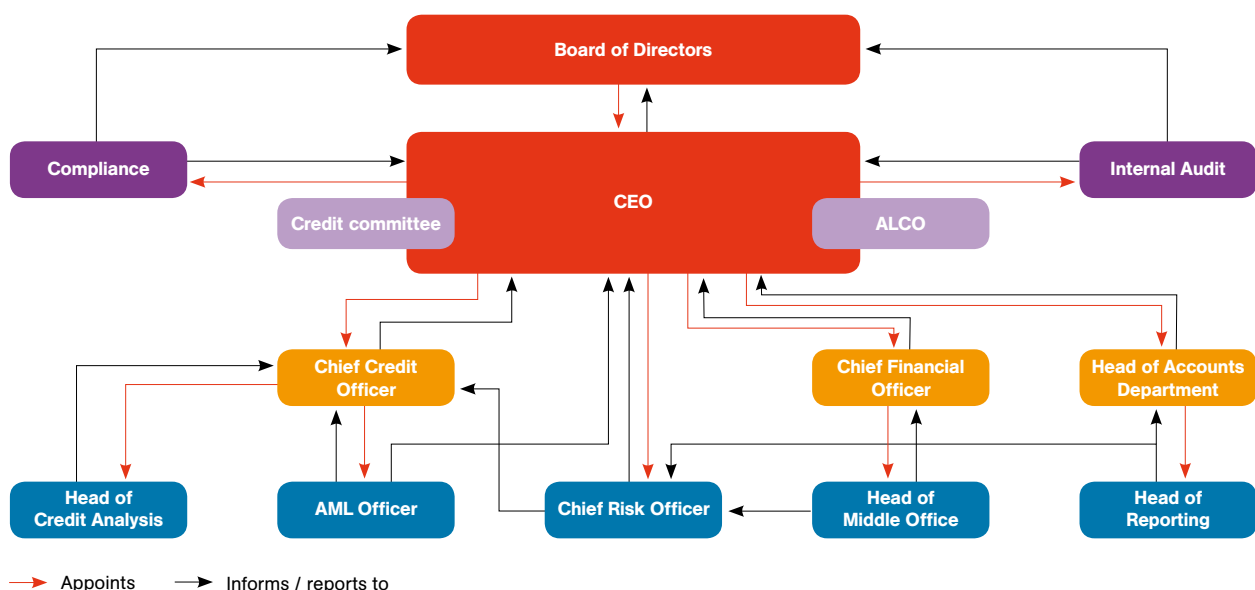 Board of Directors
Compliance
Internal Audit
CEO
Credit committee
ALCO
Chief Credit
Officer
Chief Financial
Officer
Head of Accounts
Department
Head of
Credit Analysis
AML Officer
Chief Risk Officer
Head of
Middle Office
Head of
Reporting
Appoints
Informs / reports to